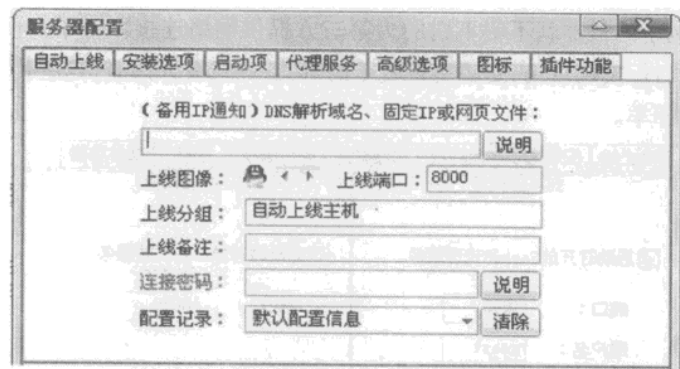 服务器配置
自动上线 安装选项 启动项 代理服务 高级选项 图标 插件功能
（备用IP通知）DNS解析域名、固定IP或网页文件：
说明
上线图像： 上线端口：8000
上线分组： 自动上线主机
上线备注：
连接密码： 说明
配置记录： 默认配置信息 清除